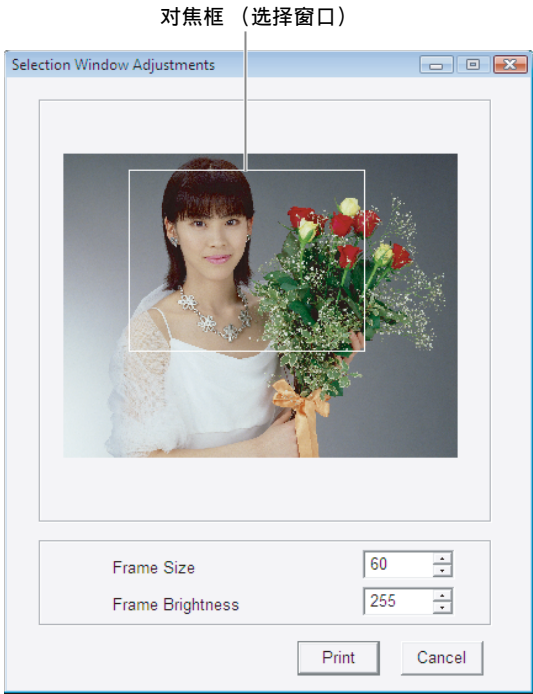 对焦框 （选择窗口）
Selection Window Adjustments
Frame Size 60
Frame Brightness 255
Print Cancel